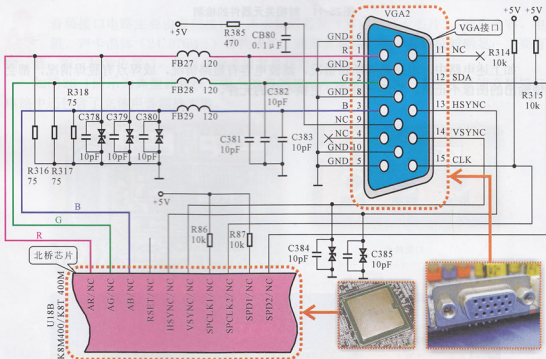 +5V
R385
470
CB80
0.1μF
VGA2
VGA接口
+5V
+5V
GND
6
R
1
GND
7
G
2
GND
8
B
3
NC
9
NC
4
GND
10
GND
5
11
NC
12
SDA
13
HSYNC
14
VSYNC
15
CLK
R314
10k
R315
10k
FB27
120
FB28
120
FB29
120
R318
75
C378
C379
C380
10pF
10pF
10pF
R316
R317
75
75
C382
10pF
C381
10pF
C383
10pF
+5V
R86
10k
R87
10k
C384
10pF
C385
10pF
B
G
R
北桥芯片
U18B
K8M400/K8T 400M
AR/NC
AG/NC
AB/NC
RSET/NC
HSYNC/NC
VSYNC/NC
SPCLK1/NC
SPCLK2/NC
SPD1/NC
SPD2/NC